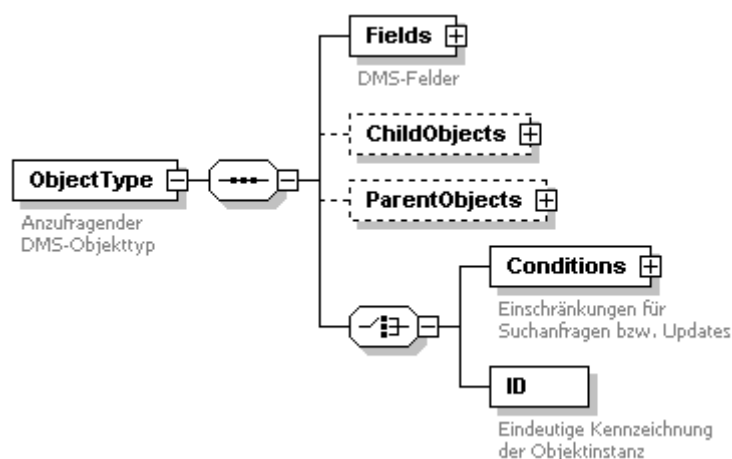 Fields
DMS-Felder
ChildObjects
ObjectType
Anzufragender
DMS-Objekttyp
ParentObjects
Conditions
Einschränkungen für
Suchanfragen bzw. Updates
ID
Eindeutige Kennzeichnung
der Objektinstanz